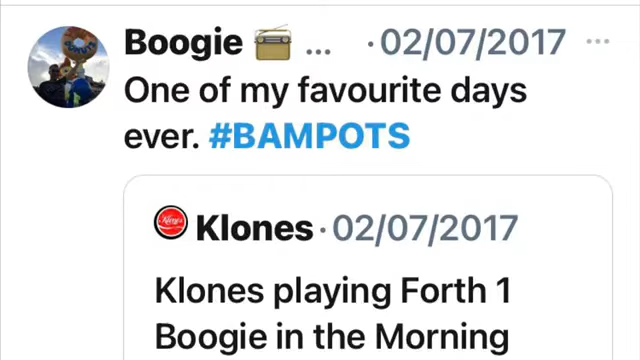 Boogie 📻 ... · 02/07/2017 ...
One of my favourite days
ever. #BAMPOTS
Klones · 02/07/2017
Klones playing Forth 1
Boogie in the Morning